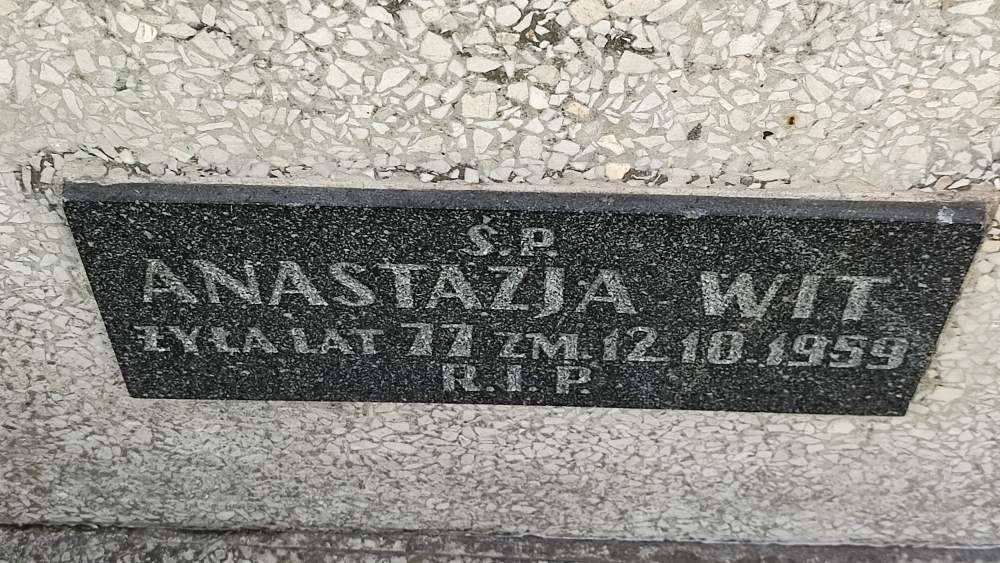 Ś.P.
ANASTAZJA WIT
ŻYŁA LAT 77 ZM. 12.10.1959
R.I.P.